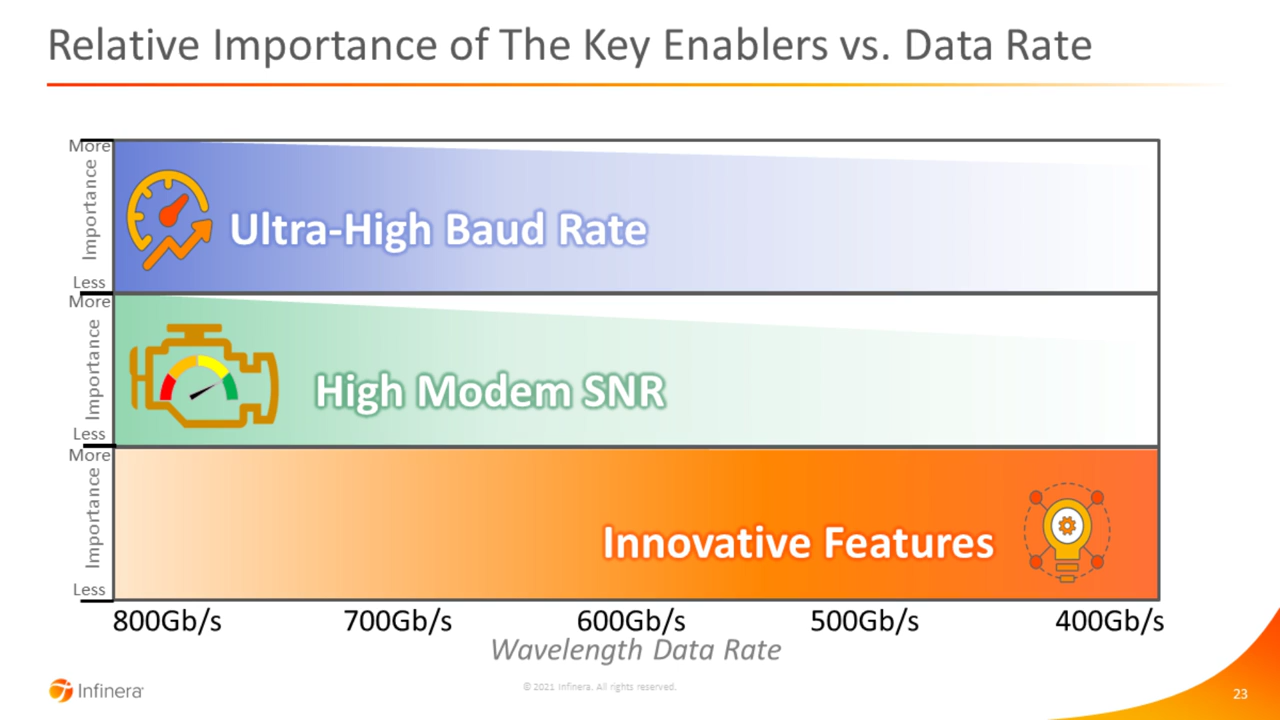 Relative Importance of The Key Enablers vs. Data Rate
More
Importance
Less
Ultra-High Baud Rate
More
Importance
Less
High Modem SNR
More
Importance
Less
Innovative Features
800Gb/s 700Gb/s 600Gb/s 500Gb/s 400Gb/s
Wavelength Data Rate
Infinera
© 2021 Infinera. All rights reserved.
23